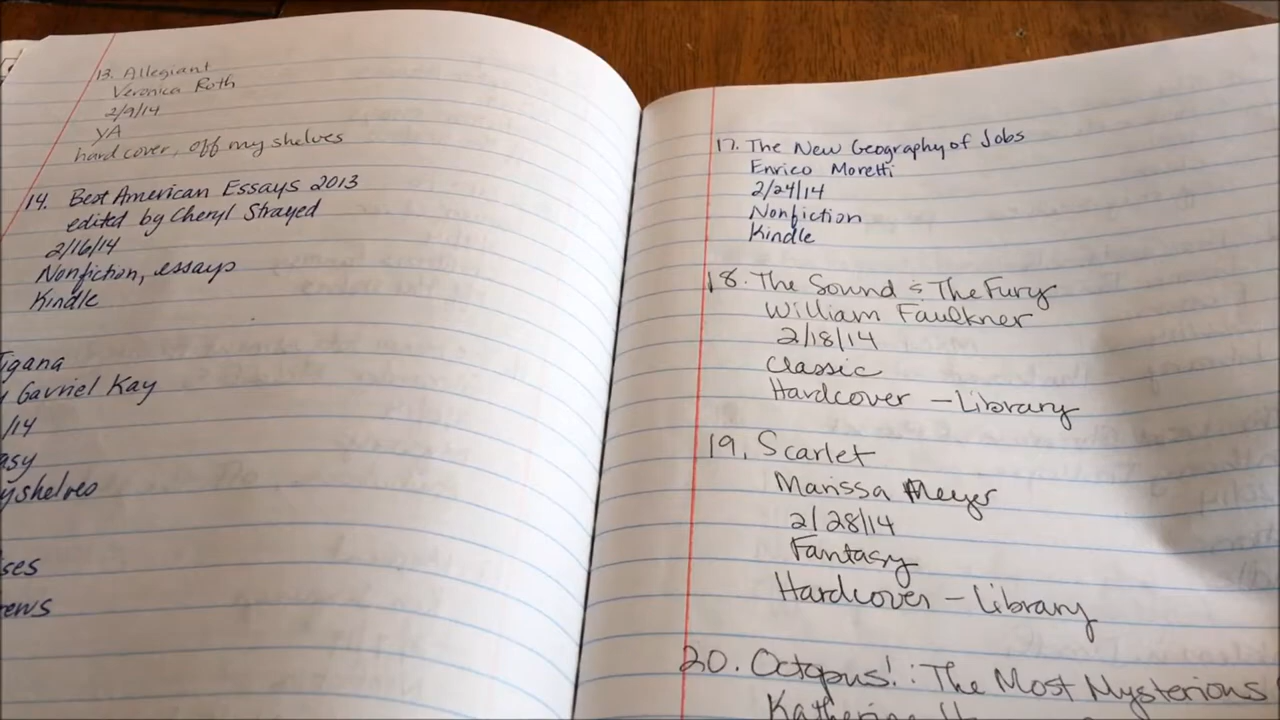 13. Allegiant
Veronica Roth
2/9/14
YA
hard cover, off my shelves
14. Best American Essays 2013
edited by Cheryl Strayed
2/16/14
Nonfiction, essays
Kindle
igana
Gavriel Kay
/14
asy
yshelves
ses
rews
17. The New Geography of Jobs
Enrico Moretti
2/24/14
Nonfiction
Kindle
18. The Sound & The Fury
William Faulkner
2/18/14
Classic
Hardcover - Library
19. Scarlet
Marissa Meyer
2/28/14
Fantasy
Hardcover - Library
20. Octopus!: The Most Mysterious
Katherine